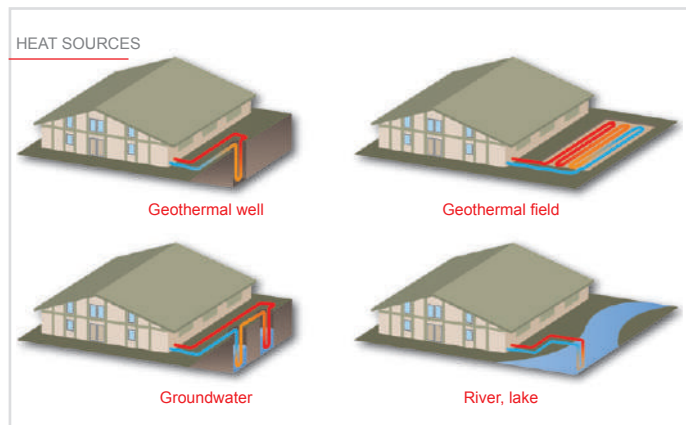 HEAT SOURCES
Geothermal well
Geothermal field
Groundwater
River, lake